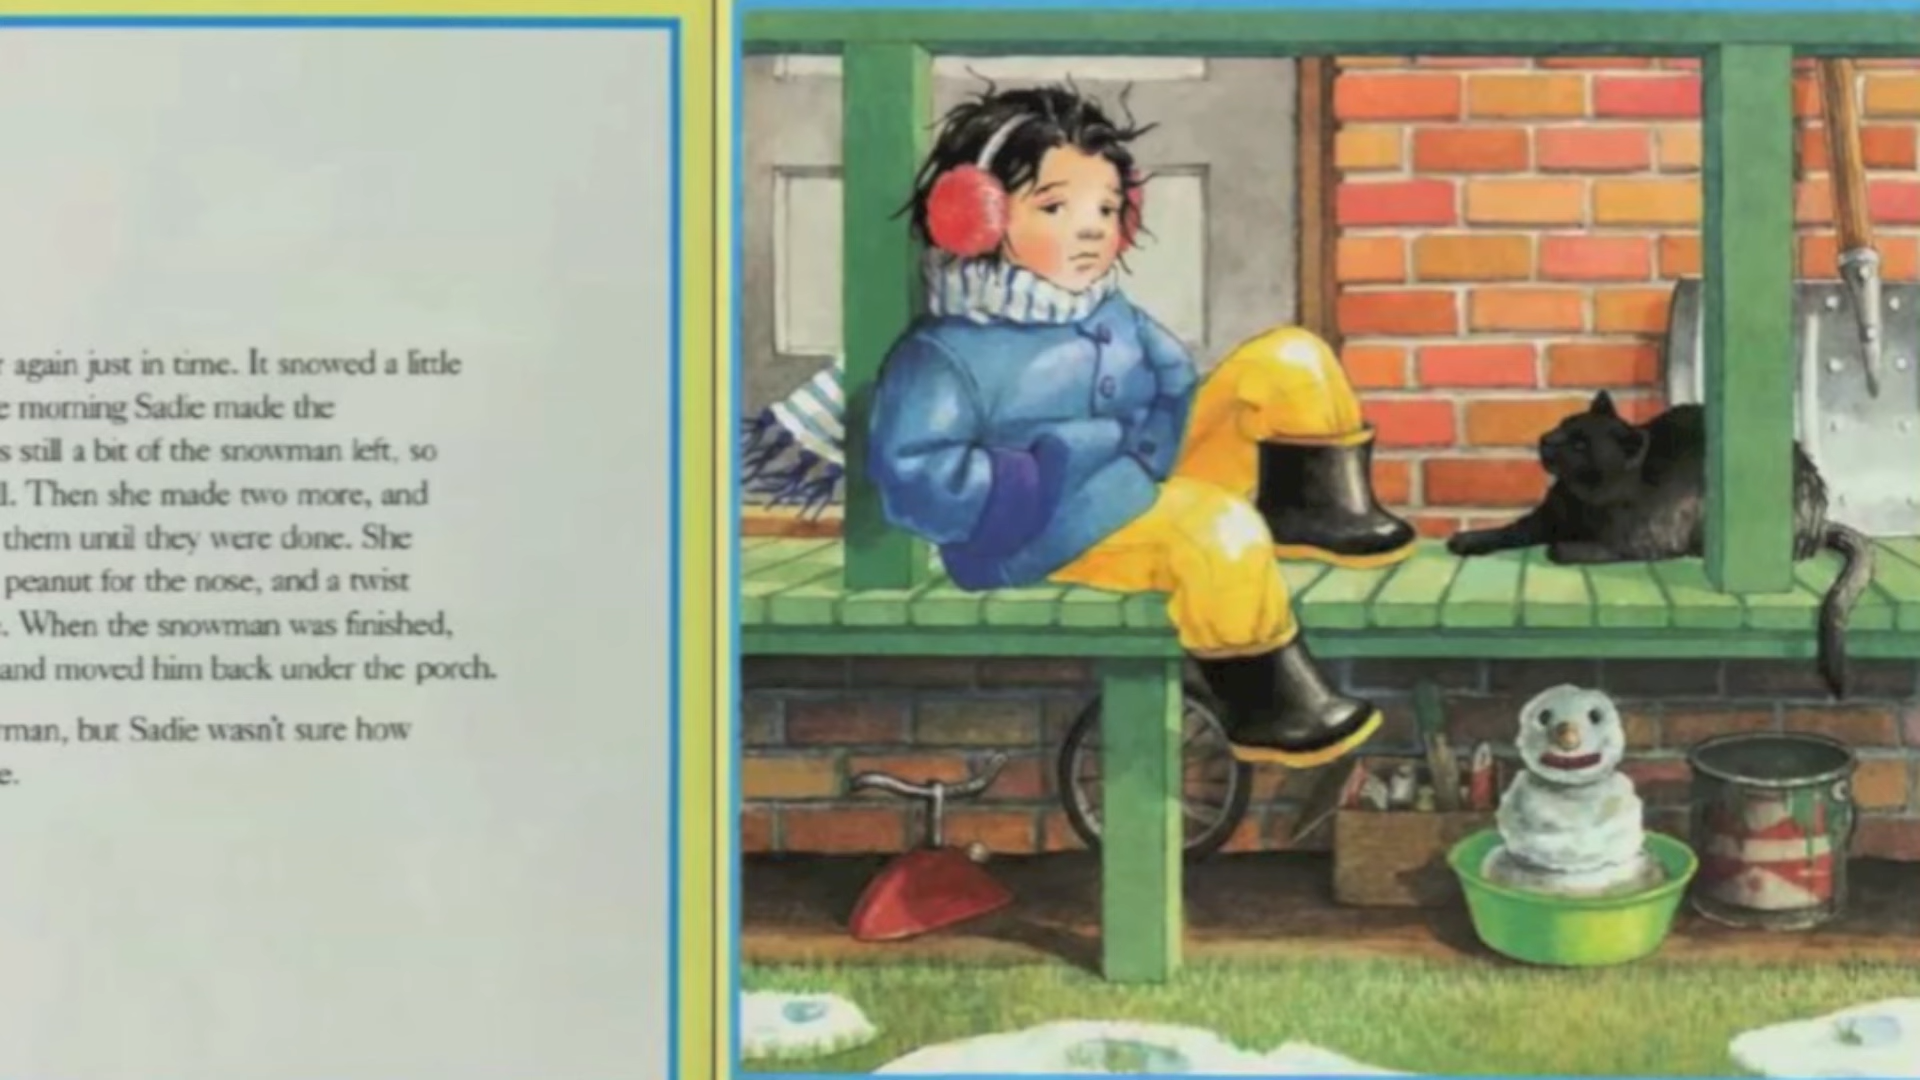 again just in time. It snowed a little
morning Sadie made the
still a bit of the snowman left, so
Then she made two more, and
them until they were done. She
peanut for the nose, and a twist
When the snowman was finished,
and moved him back under the porch.
but Sadie wasn't sure how